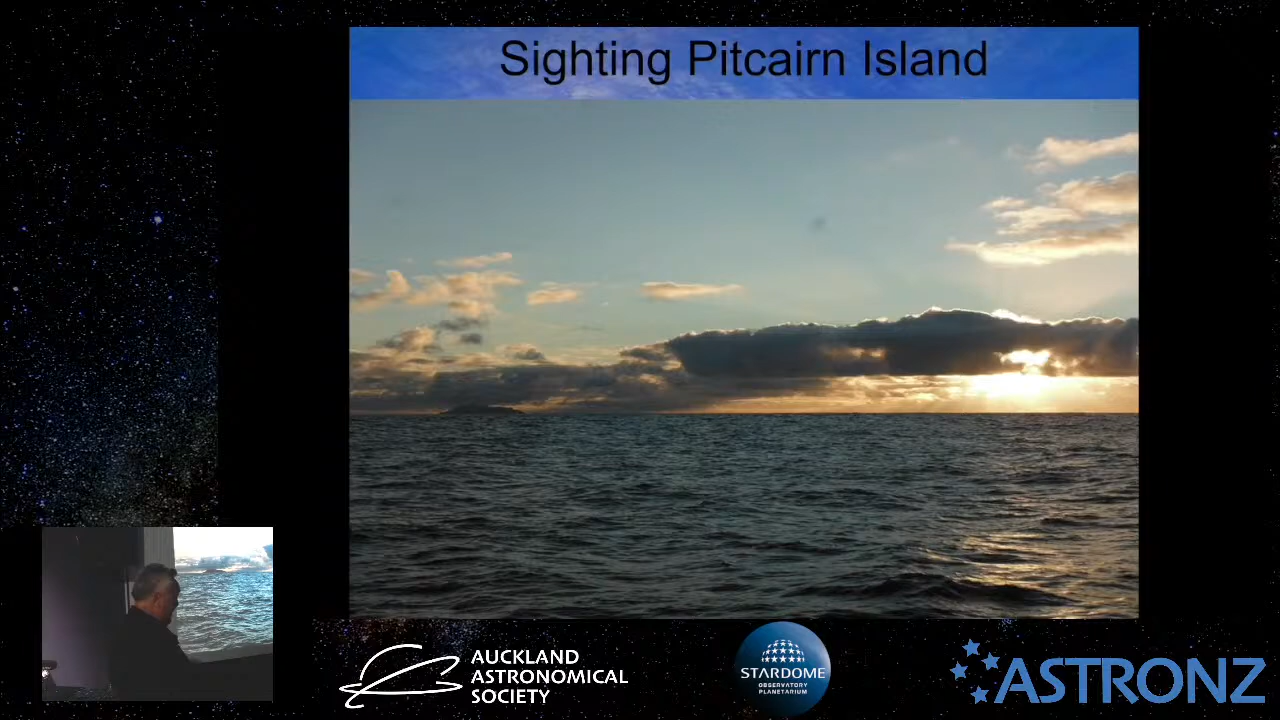 Sighting Pitcairn Island
AUCKLAND
ASTRONOMICAL
SOCIETY
STARDOME
OBSERVATORY
PLANETARIUM
ASTRONZ